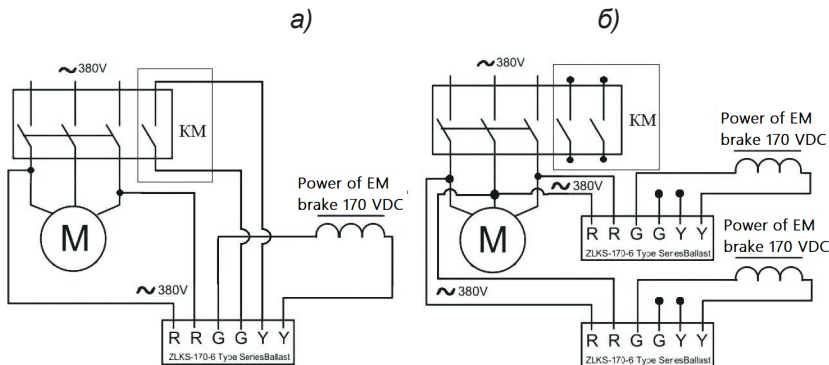 а)
~380V
KM
Power of EM
brake 170 VDC
M
~380V
R R G G Y Y
ZLKS-170-6 Type SeriesBallast
б)
~380V
KM
Power of EM
brake 170 VDC
~380V
M
R R G G Y Y
ZLKS-170-6 Type SeriesBallast
Power of EM
brake 170 VDC
~380V
R R G G Y Y
ZLKS-170-6 Type SeriesBallast